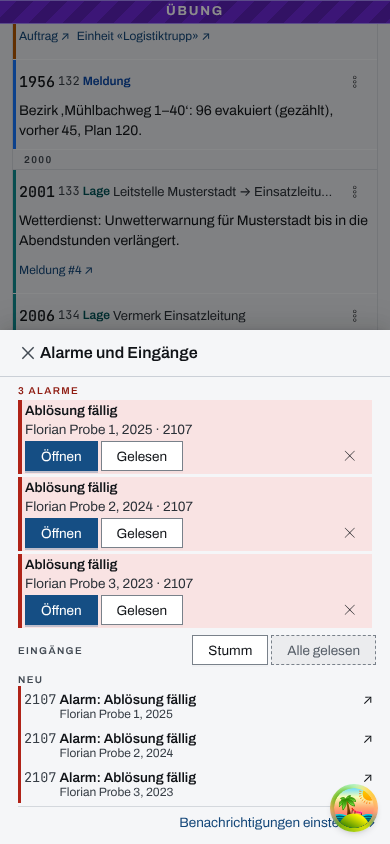 ÜBUNG
Auftrag ↗ Einheit «Logistiktrupp» ↗
1956 132 Meldung
Bezirk ‚Mühlbachweg 1–40‘: 96 evakuiert (gezählt),
vorher 45, Plan 120.
2000
2001 133 Lage Leitstelle Musterstadt → Einsatzleitu…
Wetterdienst: Unwetterwarnung für Musterstadt bis in die
Abendstunden verlängert.
Meldung #4 ↗
2006 134 Lage Vermerk Einsatzleitung
Alarme und Eingänge
3 ALARME
Ablösung fällig
Florian Probe 1, 2025 · 2107
Öffnen Gelesen
Ablösung fällig
Florian Probe 2, 2024 · 2107
Öffnen Gelesen
Ablösung fällig
Florian Probe 3, 2023 · 2107
Öffnen Gelesen
EINGÄNGE Stumm Alle gelesen
NEU
2107 Alarm: Ablösung fällig ↗
Florian Probe 1, 2025
2107 Alarm: Ablösung fällig ↗
Florian Probe 2, 2024
2107 Alarm: Ablösung fällig ↗
Florian Probe 3, 2023
Benachrichtigungen